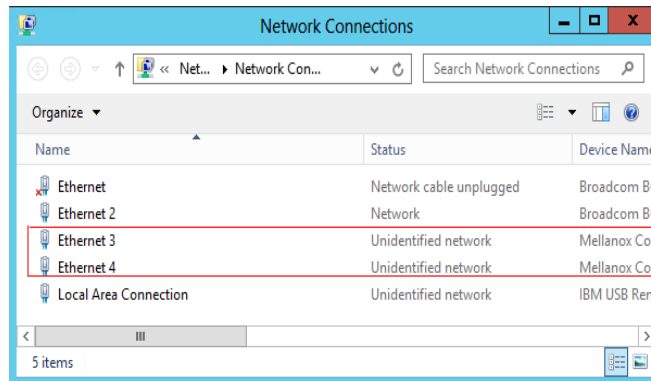 Network Connections
« Net... Network Con... Search Network Connections
Organize
Name Status Device Name
Ethernet Network cable unplugged Broadcom B
Ethernet 2 Network Broadcom B
Ethernet 3 Unidentified network Mellanox Co
Ethernet 4 Unidentified network Mellanox Co
Local Area Connection Unidentified network IBM USB Rem
5 items